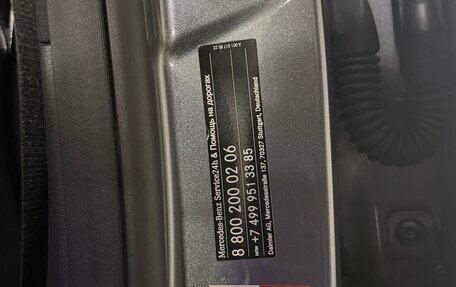 Mercedes-Benz Service24h & Помощь на дорогах
8 800 200 02 06
или +7 499 951 33 85
Daimler AG, Mercedesstraße 137, 70327 Stuttgart, Deutschland
A 001 817 80 22